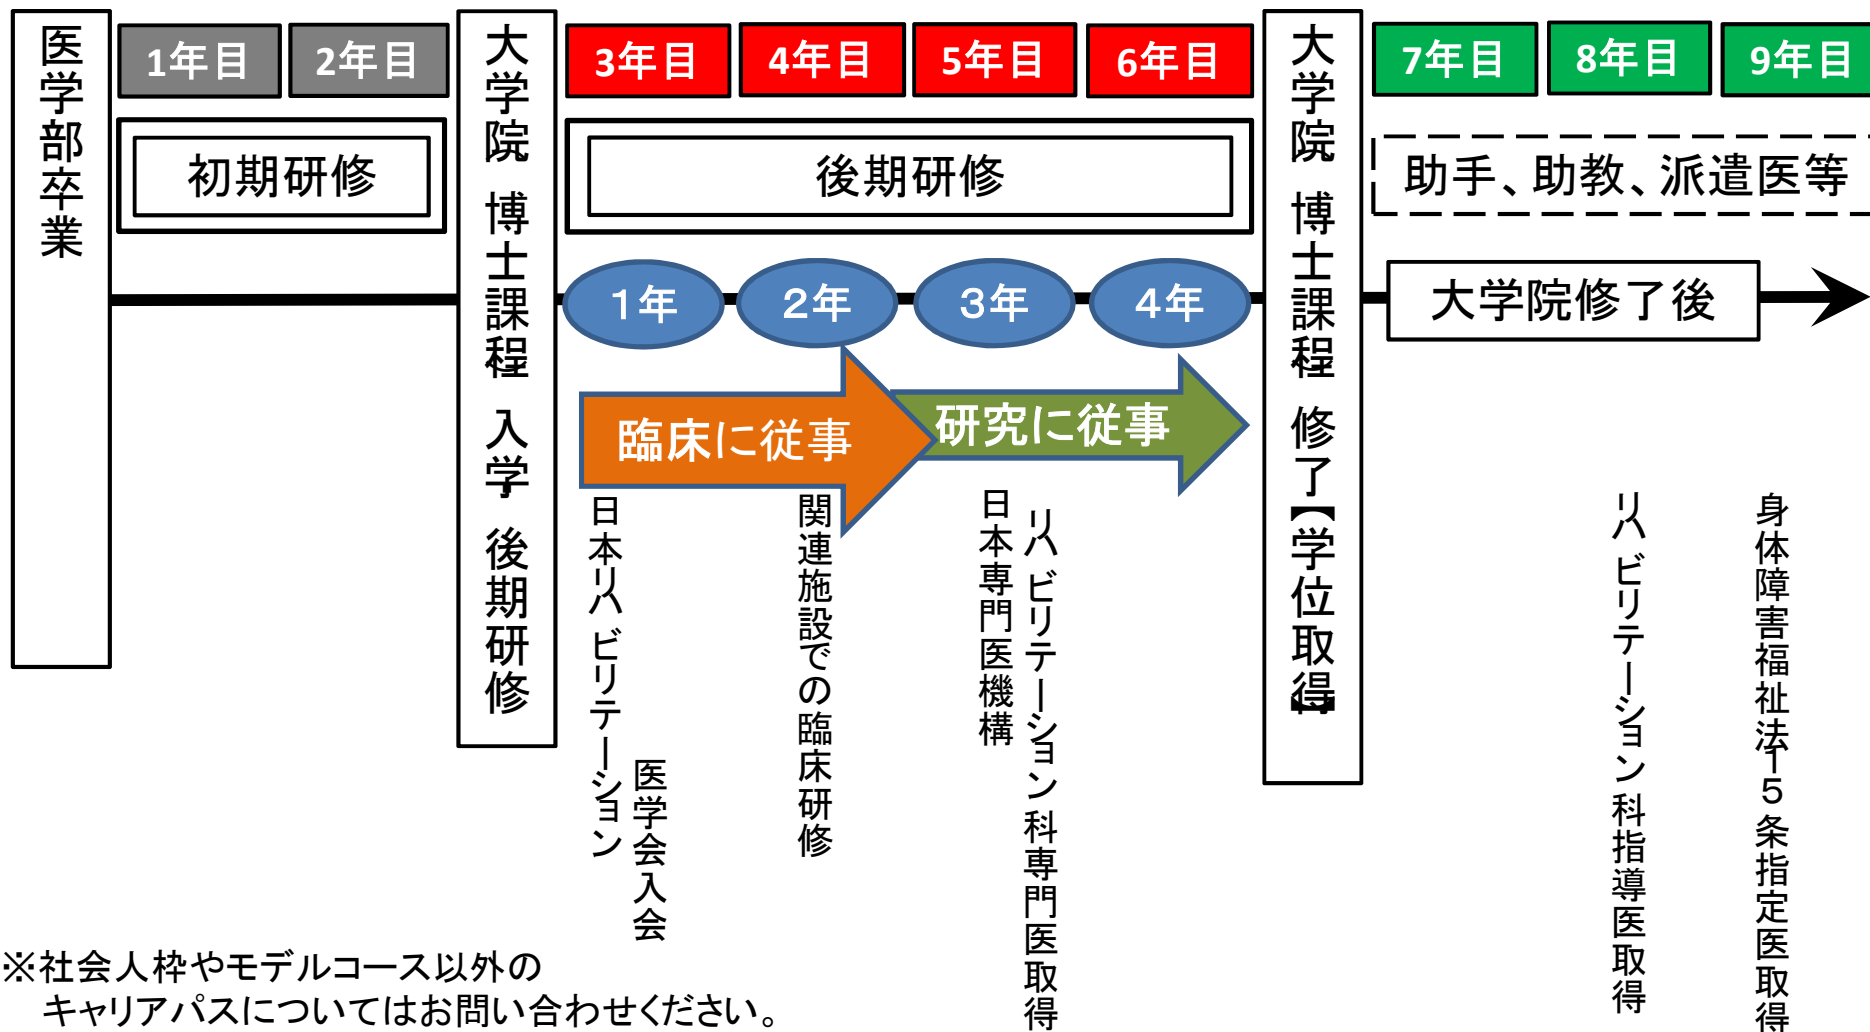 医学部卒業
1年目
2年目
初期研修
大学院 博士課程 入学 後期研修
3年目
4年目
5年目
6年目
後期研修
1年
2年
3年
4年
臨床に従事
研究に従事
日本リハビリテーション
医学会入会
関連施設での臨床研修
日本専門医機構
リハビリテーション科専門医取得
大学院 博士課程 修了【学位取得】
7年目
8年目
9年目
助手、助教、派遣医等
大学院修了後
リハビリテーション科指導医取得
身体障害福祉法15条指定医取得
※社会人枠やモデルコース以外の
キャリアパスについてはお問い合わせください。